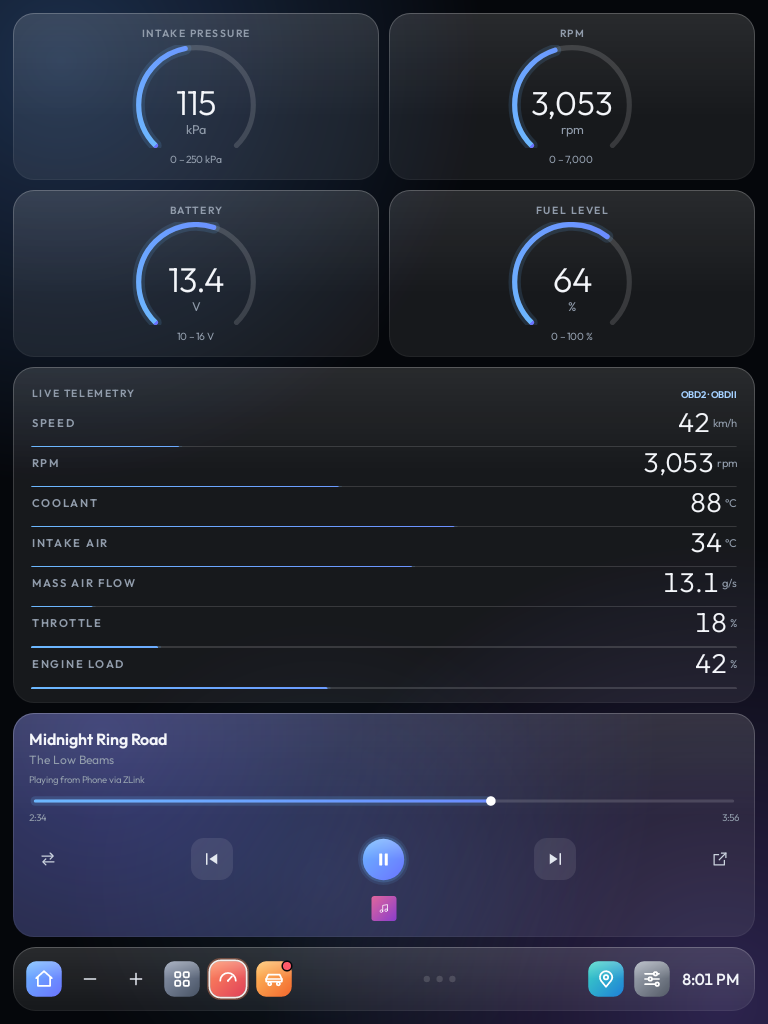 INTAKE PRESSURE
115
kPa
0 – 250 kPa
RPM
3,053
rpm
0 – 7,000
BATTERY
13.4
V
10 – 16 V
FUEL LEVEL
64
%
0 – 100 %
LIVE TELEMETRY OBD2 · OBDII
SPEED 42 km/h
RPM 3,053 rpm
COOLANT 88 °C
INTAKE AIR 34 °C
MASS AIR FLOW 13.1 g/s
THROTTLE 18 %
ENGINE LOAD 42 %
Midnight Ring Road
The Low Beams
Playing from Phone via ZLink
2:34 3:56
8:01 PM